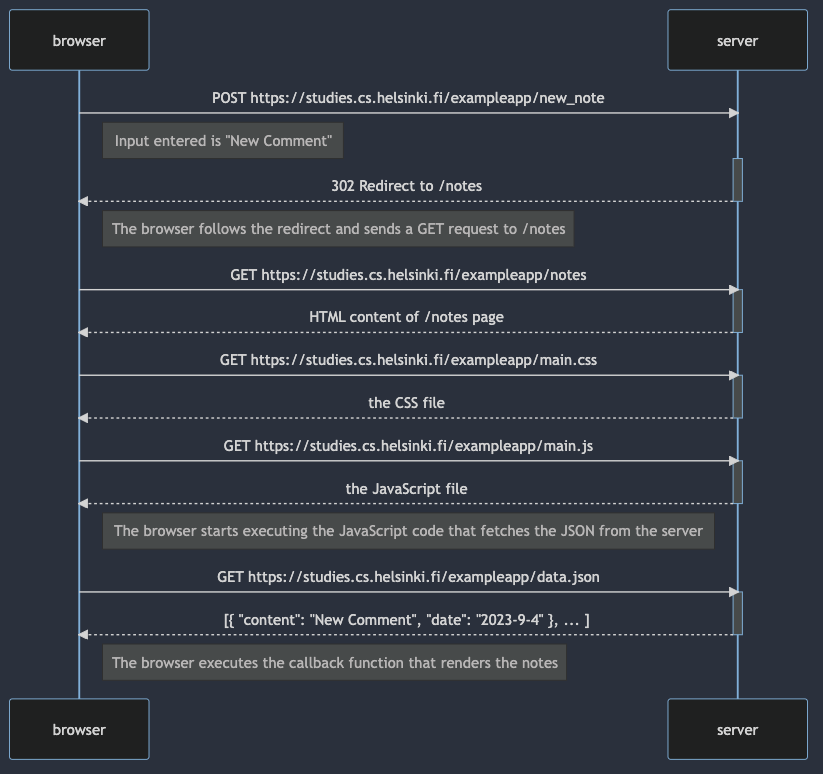 browser
server
POST https://studies.cs.helsinki.fi/exampleapp/new_note
Input entered is "New Comment"
302 Redirect to /notes
The browser follows the redirect and sends a GET request to /notes
GET https://studies.cs.helsinki.fi/exampleapp/notes
HTML content of /notes page
GET https://studies.cs.helsinki.fi/exampleapp/main.css
the CSS file
GET https://studies.cs.helsinki.fi/exampleapp/main.js
the JavaScript file
The browser starts executing the JavaScript code that fetches the JSON from the server
GET https://studies.cs.helsinki.fi/exampleapp/data.json
[{ "content": "New Comment", "date": "2023-9-4" }, ... ]
The browser executes the callback function that renders the notes
browser
server